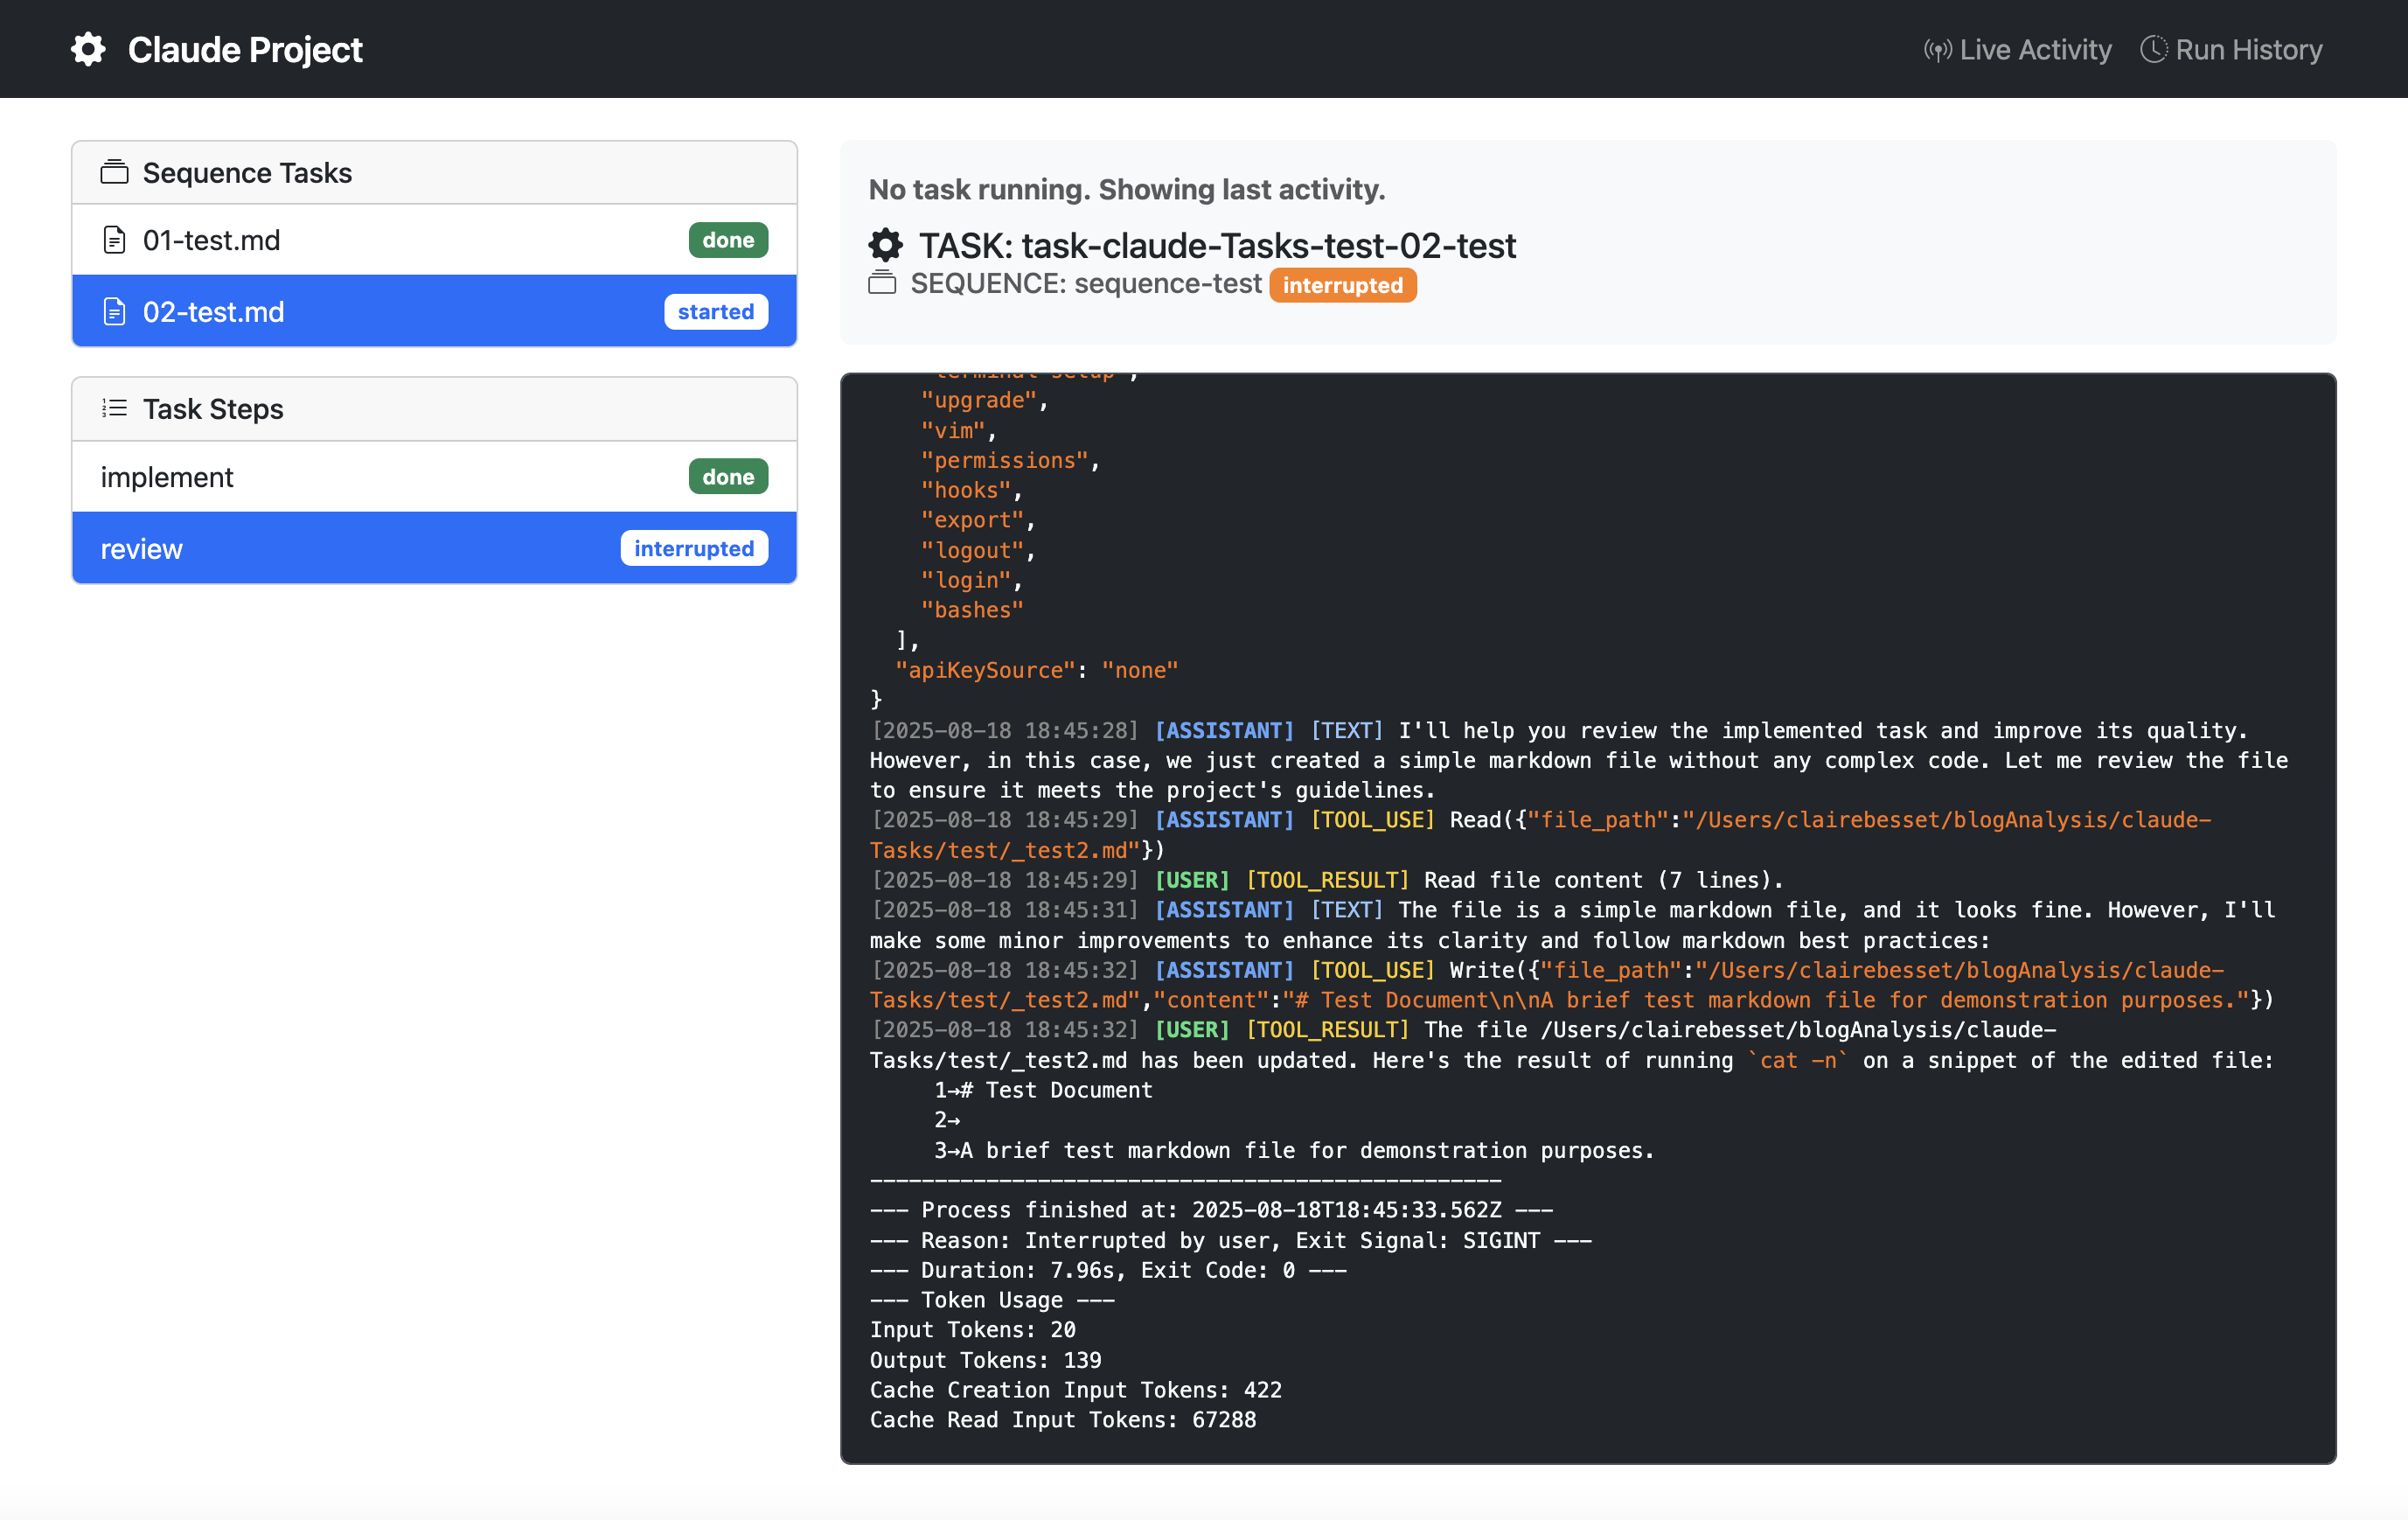 Claude Project
Live Activity
Run History
Sequence Tasks
01-test.md
done
02-test.md
started
Task Steps
implement
done
review
interrupted
No task running. Showing last activity.
TASK: task-claude-Tasks-test-02-test
SEQUENCE: sequence-test interrupted
"terminal-setup",
"upgrade",
"vim",
"permissions",
"hooks",
"export",
"logout",
"login",
"bashes"
],
"apiKeySource": "none"
}
[2025-08-18 18:45:28] [ASSISTANT] [TEXT] I'll help you review the implemented task and improve its quality.
However, in this case, we just created a simple markdown file without any complex code. Let me review the file
to ensure it meets the project's guidelines.
[2025-08-18 18:45:29] [ASSISTANT] [TOOL_USE] Read({"file_path":"/Users/clairebesset/blogAnalysis/claude-
Tasks/test/_test2.md"})
[2025-08-18 18:45:29] [USER] [TOOL_RESULT] Read file content (7 lines).
[2025-08-18 18:45:31] [ASSISTANT] [TEXT] The file is a simple markdown file, and it looks fine. However, I'll
make some minor improvements to enhance its clarity and follow markdown best practices:
[2025-08-18 18:45:32] [ASSISTANT] [TOOL_USE] Write({"file_path":"/Users/clairebesset/blogAnalysis/claude-
Tasks/test/_test2.md","content":"# Test Document\n\nA brief test markdown file for demonstration purposes."})
[2025-08-18 18:45:32] [USER] [TOOL_RESULT] The file /Users/clairebesset/blogAnalysis/claude-
Tasks/test/_test2.md has been updated. Here's the result of running `cat -n` on a snippet of the edited file:
1→# Test Document
2→
3→A brief test markdown file for demonstration purposes.
-------------------------------------------------
--- Process finished at: 2025-08-18T18:45:33.562Z ---
--- Reason: Interrupted by user, Exit Signal: SIGINT ---
--- Duration: 7.96s, Exit Code: 0 ---
--- Token Usage ---
Input Tokens: 20
Output Tokens: 139
Cache Creation Input Tokens: 422
Cache Read Input Tokens: 67288